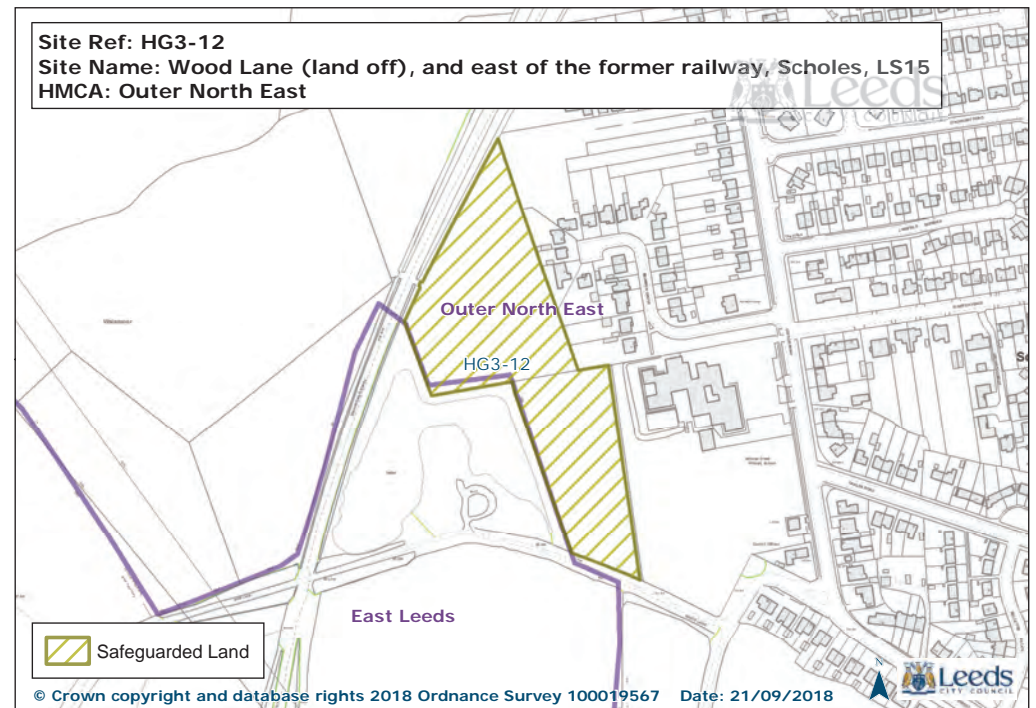 Site Ref: HG3-12
Site Name: Wood Lane (land off), and east of the former railway, Scholes, LS15
HMCA: Outer North East
Leeds
CITY COUNCIL
Outer North East
HG3-12
East Leeds
Safeguarded Land
N
Leeds
CITY COUNCIL
© Crown copyright and database rights 2018 Ordnance Survey 100019567 Date: 21/09/2018